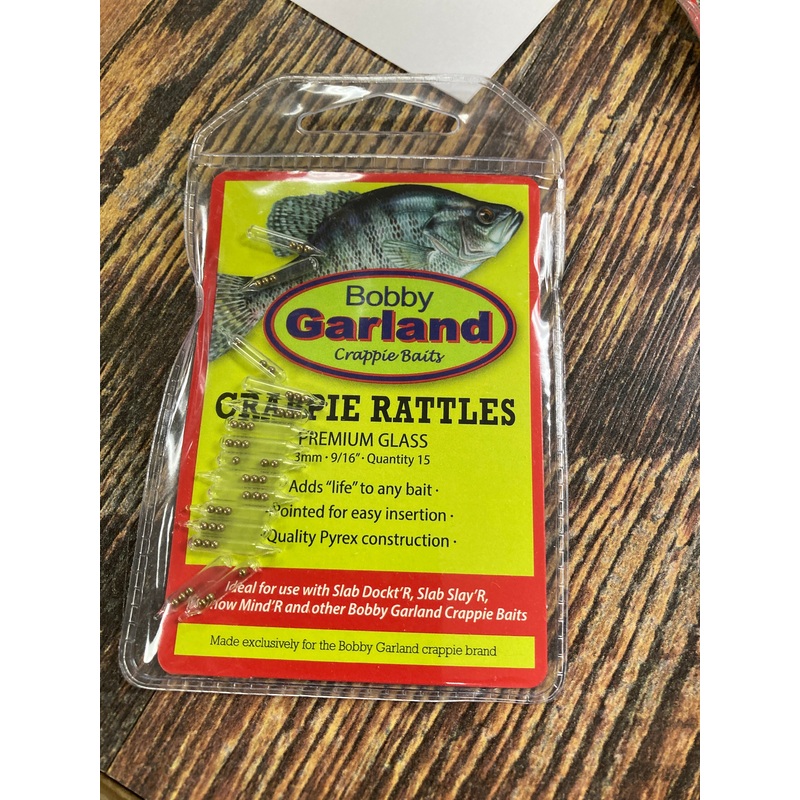 Bobby
Garland
Crappie Baits
CRAPPIE RATTLES
PREMIUM GLASS
3mm · 9/16" · Quantity 15
Adds "life" to any bait ·
Pointed for easy insertion ·
Quality Pyrex construction ·
Ideal for use with Slab Dockt'R, Slab Slay'R,
Mind'R and other Bobby Garland Crappie Baits
Made exclusively for the Bobby Garland crappie brand